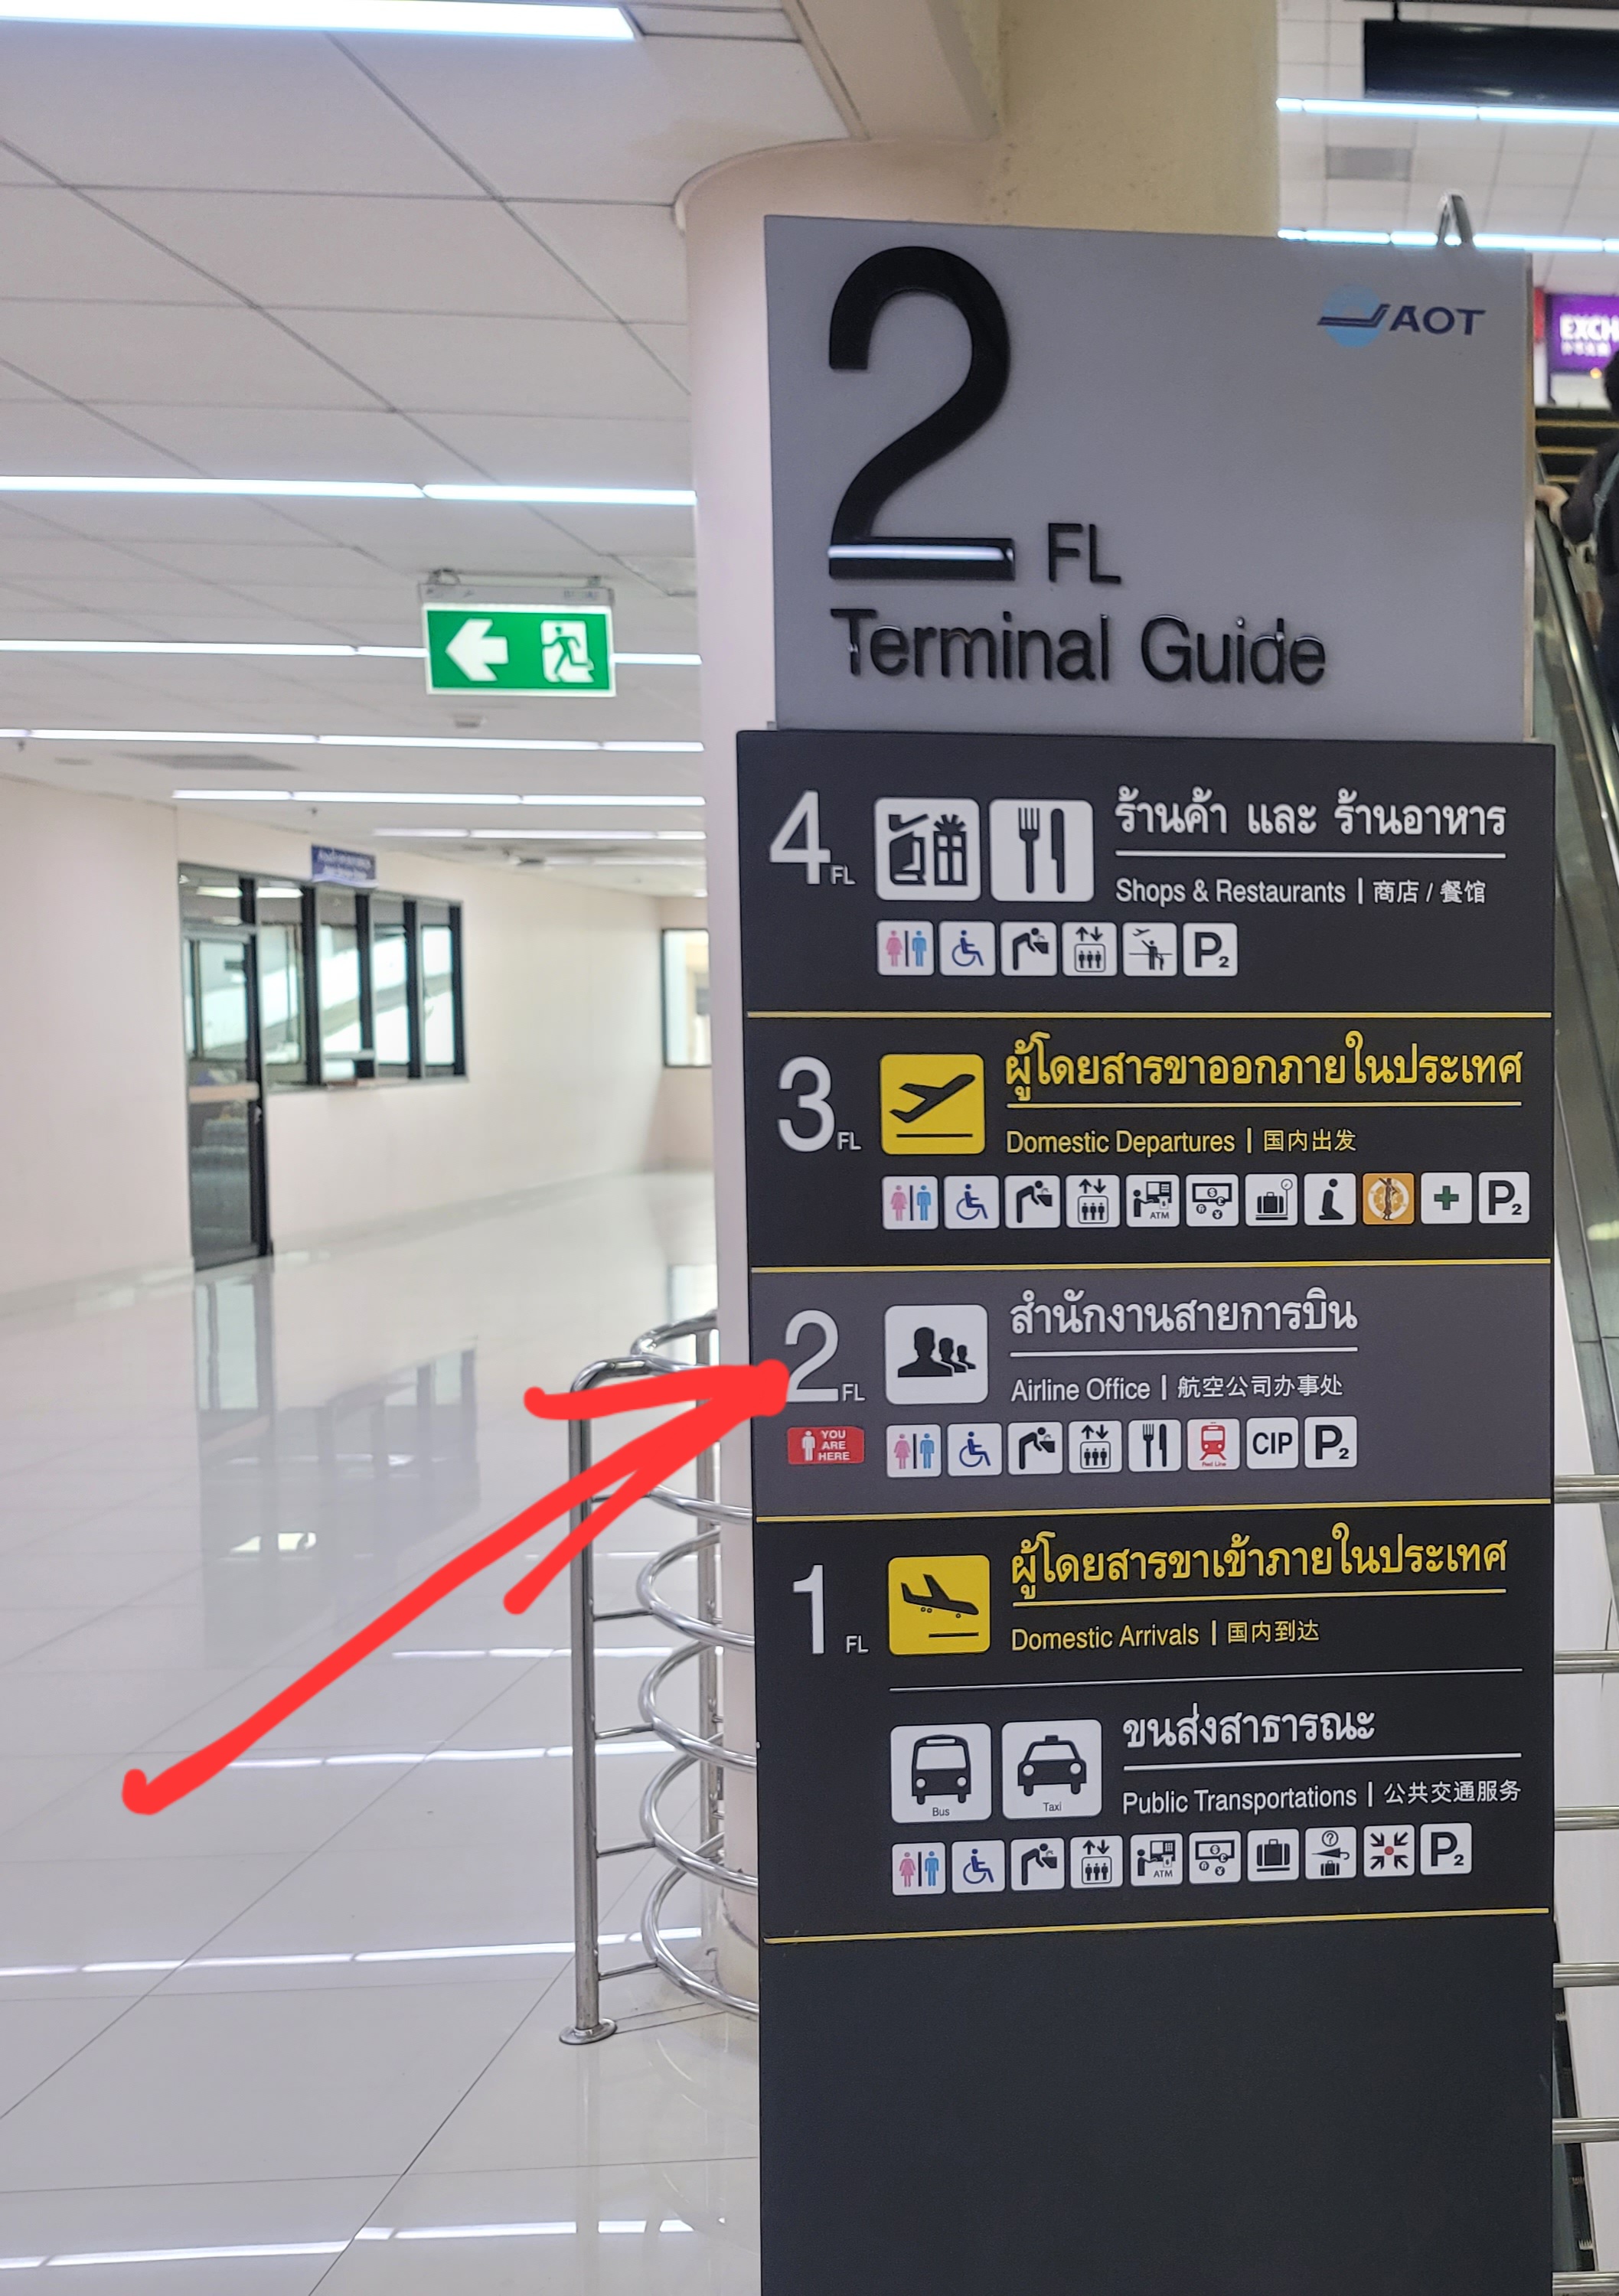 2 FL
AOT
EXCH
Terminal Guide
4 FL
ร้านค้า และ ร้านอาหาร
Shops & Restaurants | 商店 / 餐馆
P2
3 FL
ผู้โดยสารขาออกภายในประเทศ
Domestic Departures | 国内出发
ATM
P2
2 FL
สำนักงานสายการบิน
Airline Office | 航空公司办事处
YOU
ARE
HERE
Red Line
CIP
P2
1 FL
ผู้โดยสารขาเข้าภายในประเทศ
Domestic Arrivals | 国内到达
Bus
Taxi
ขนส่งสาธารณะ
Public Transportations | 公共交通服务
ATM
P2